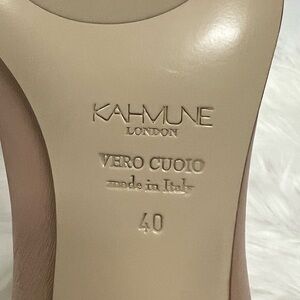 KAHMUNE
LONDON
VERO CUOIO
made in Italy
40